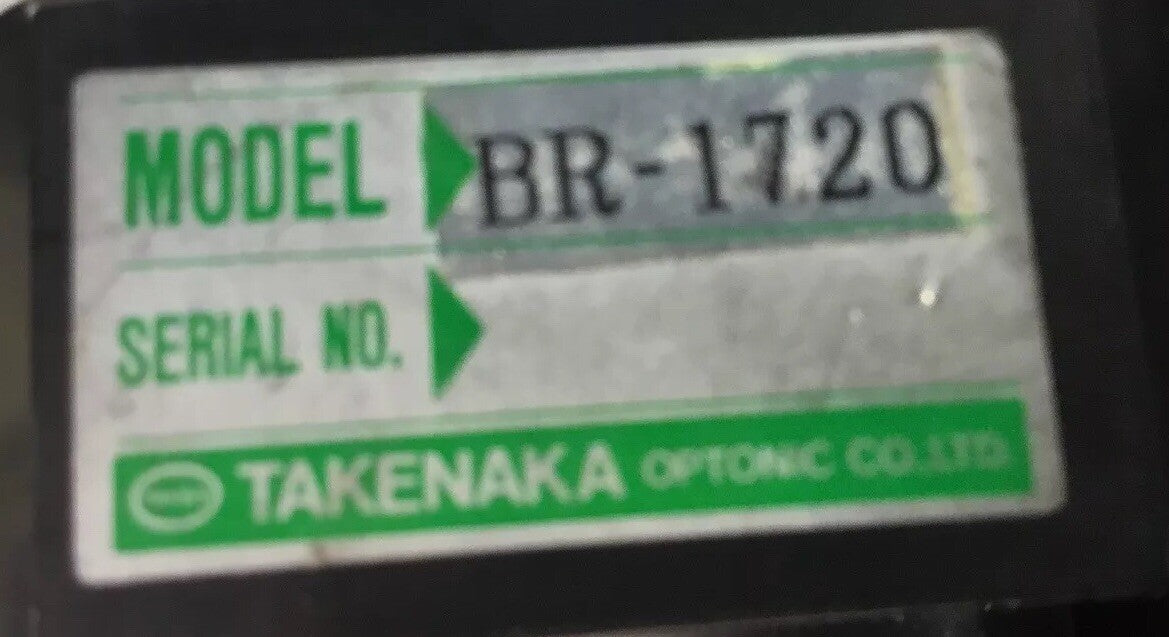 MODEL BR-1720
SERIAL NO.
TAKENAKA OPTONIC CO.,LTD.